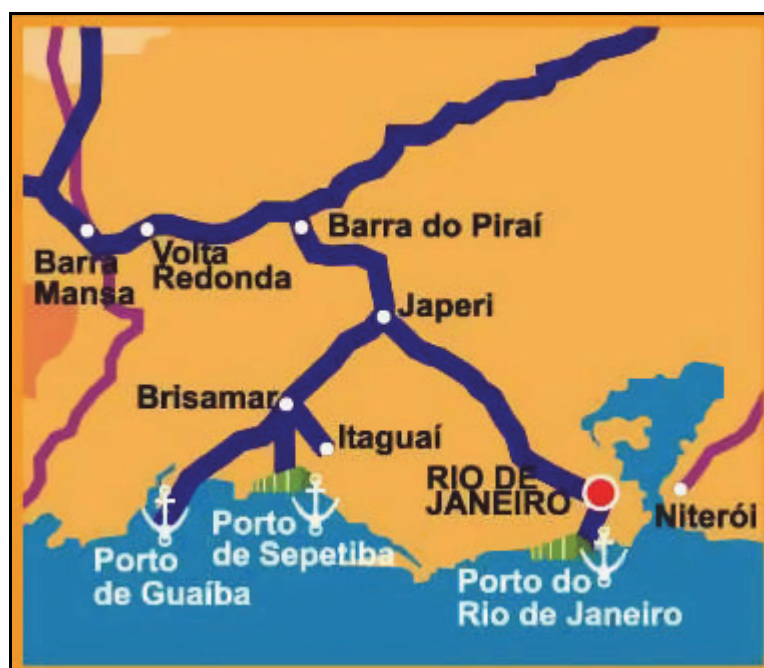 Barra do Piraí
Volta
Redonda
Barra
Mansa
Japeri
Brisamar
Itaguaí
RIO DE
JANEIRO
Niterói
Porto
de Sepetiba
Porto
de Guaíba
Porto do
Rio de Janeiro